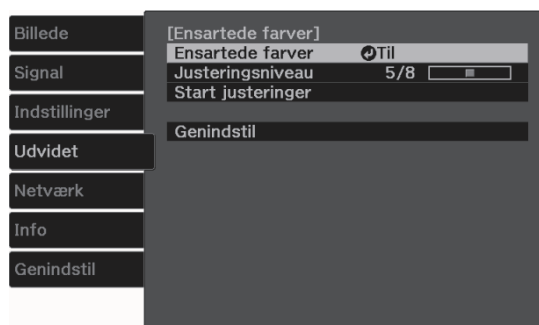 Billede
Signal
Indstillinger
Udvidet
Netværk
Info
Genindstil
[Ensartede farver]
Ensartede farver Til
Justeringsniveau 5/8
Start justeringer
Genindstil